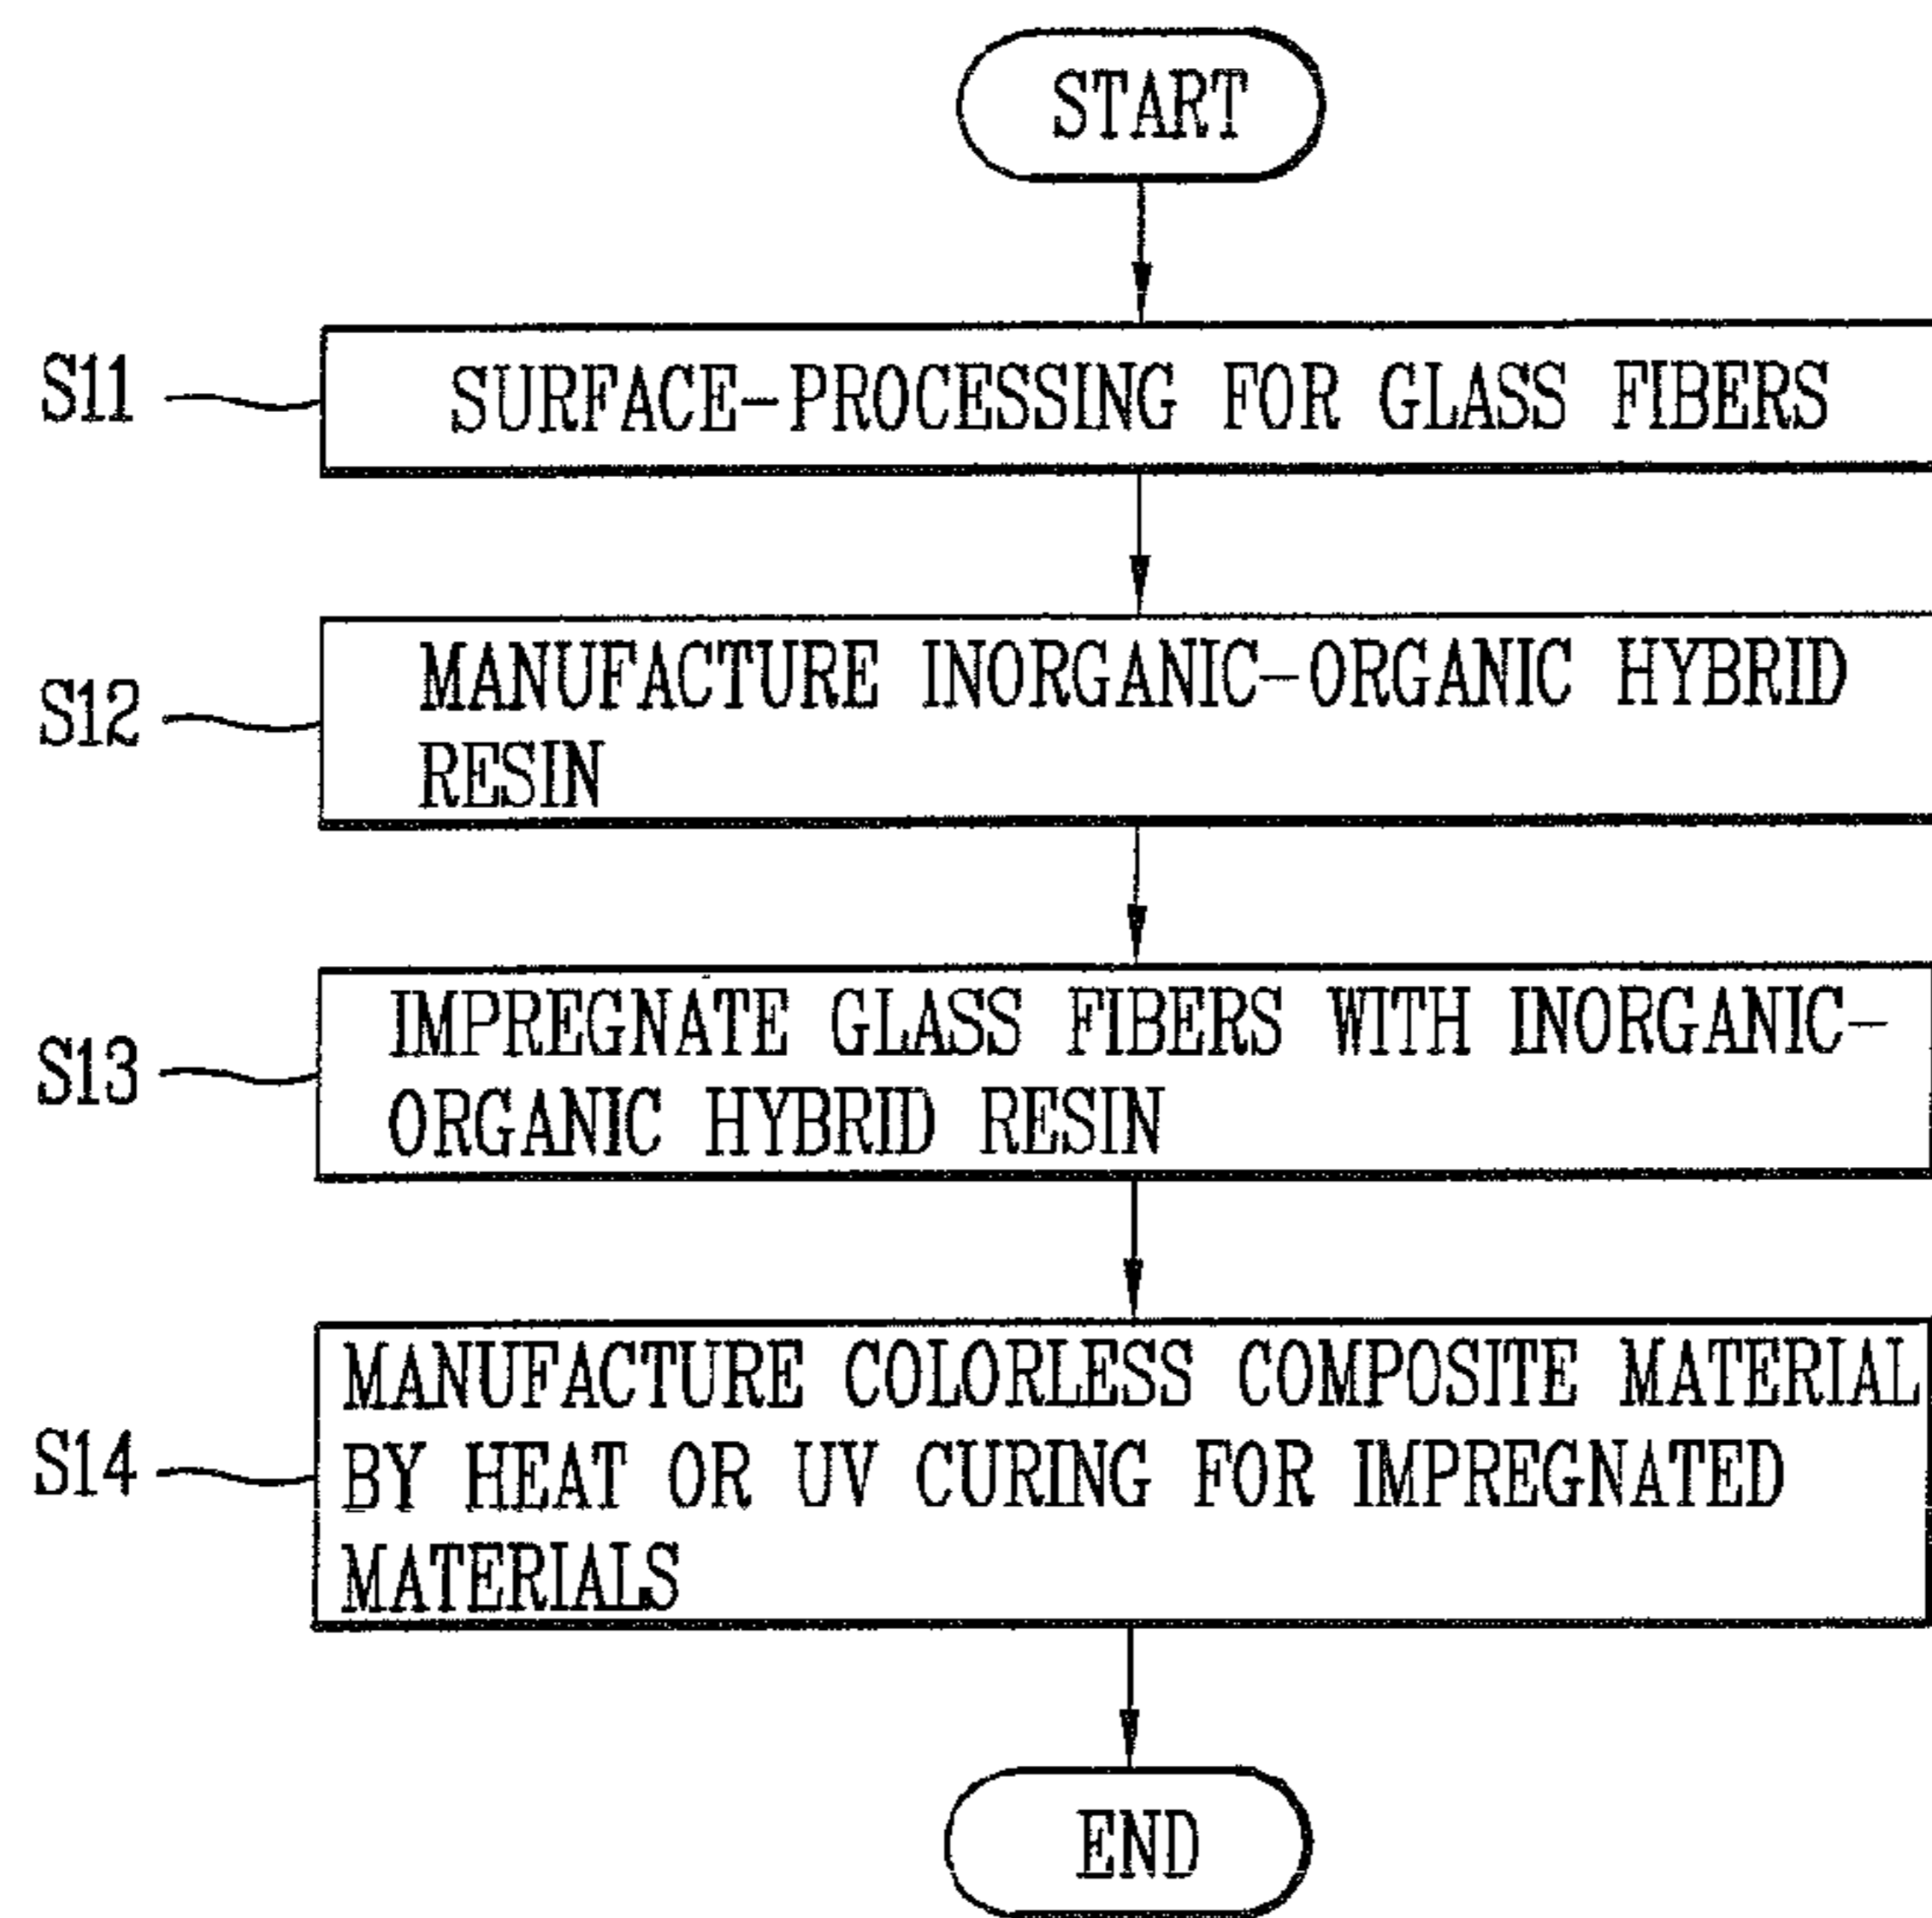 START
S11
SURFACE-PROCESSING FOR GLASS FIBERS
S12
MANUFACTURE INORGANIC-ORGANIC HYBRID
RESIN
S13
IMPREGNATE GLASS FIBERS WITH INORGANIC-
ORGANIC HYBRID RESIN
S14
MANUFACTURE COLORLESS COMPOSITE MATERIAL
BY HEAT OR UV CURING FOR IMPREGNATED
MATERIALS
END